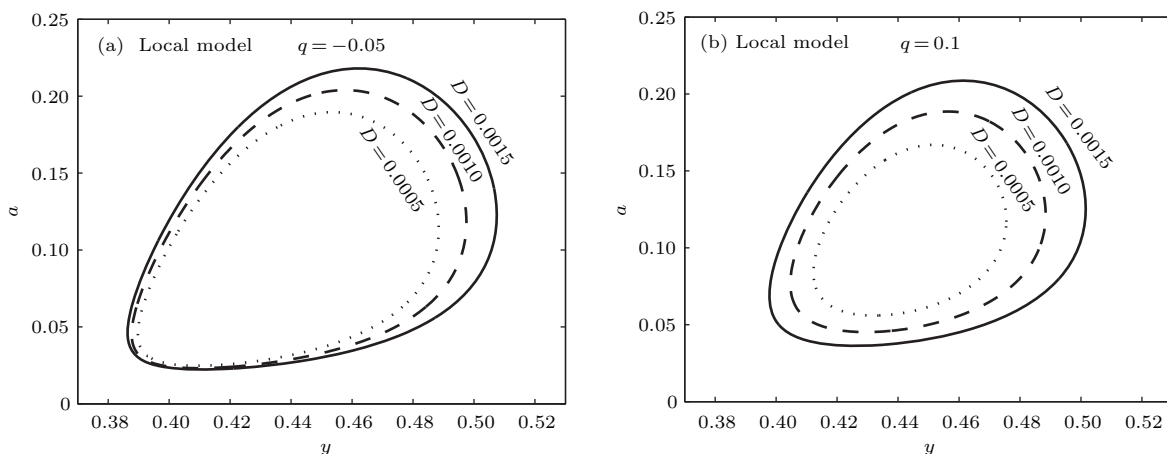 0.25
(a) Local model q = −0.05
0.20
0.15
0.10
0.05
0
a
D = 0.0015
D = 0.0010
D = 0.0005
0.38 0.40 0.42 0.44 0.46 0.48 0.50 0.52
y
0.25
(b) Local model q = 0.1
0.20
0.15
0.10
0.05
0
a
D = 0.0015
D = 0.0010
D = 0.0005
0.38 0.40 0.42 0.44 0.46 0.48 0.50 0.52
y